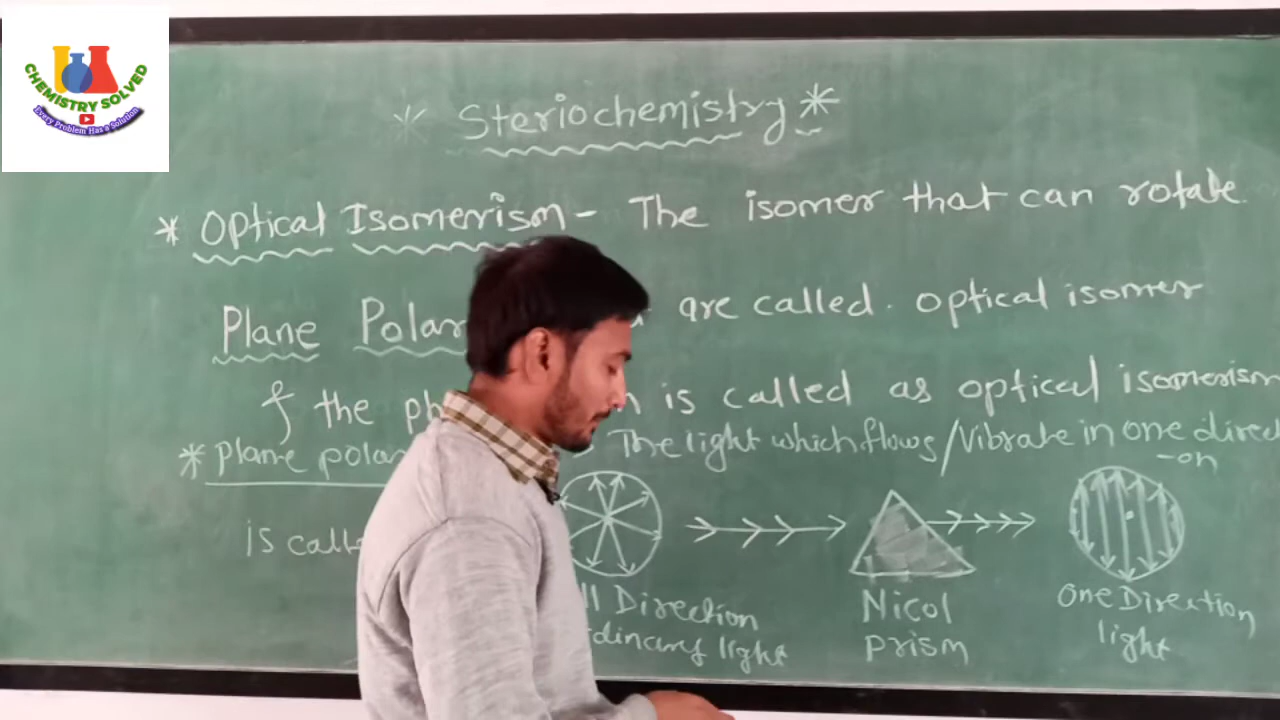 CHEMISTRY SOLVED
Every Problem Has a Solution
* Steriochemistry *
* Optical Isomerism - The isomer that can rotate.
Plane Polar are called. optical isomer
& the ph is called as optical isomerism
* Plane polar The light which flows/Vibrate in one direct
-on
is calle
ll Direction
dinary light
Nicol
prism
One Direction
light